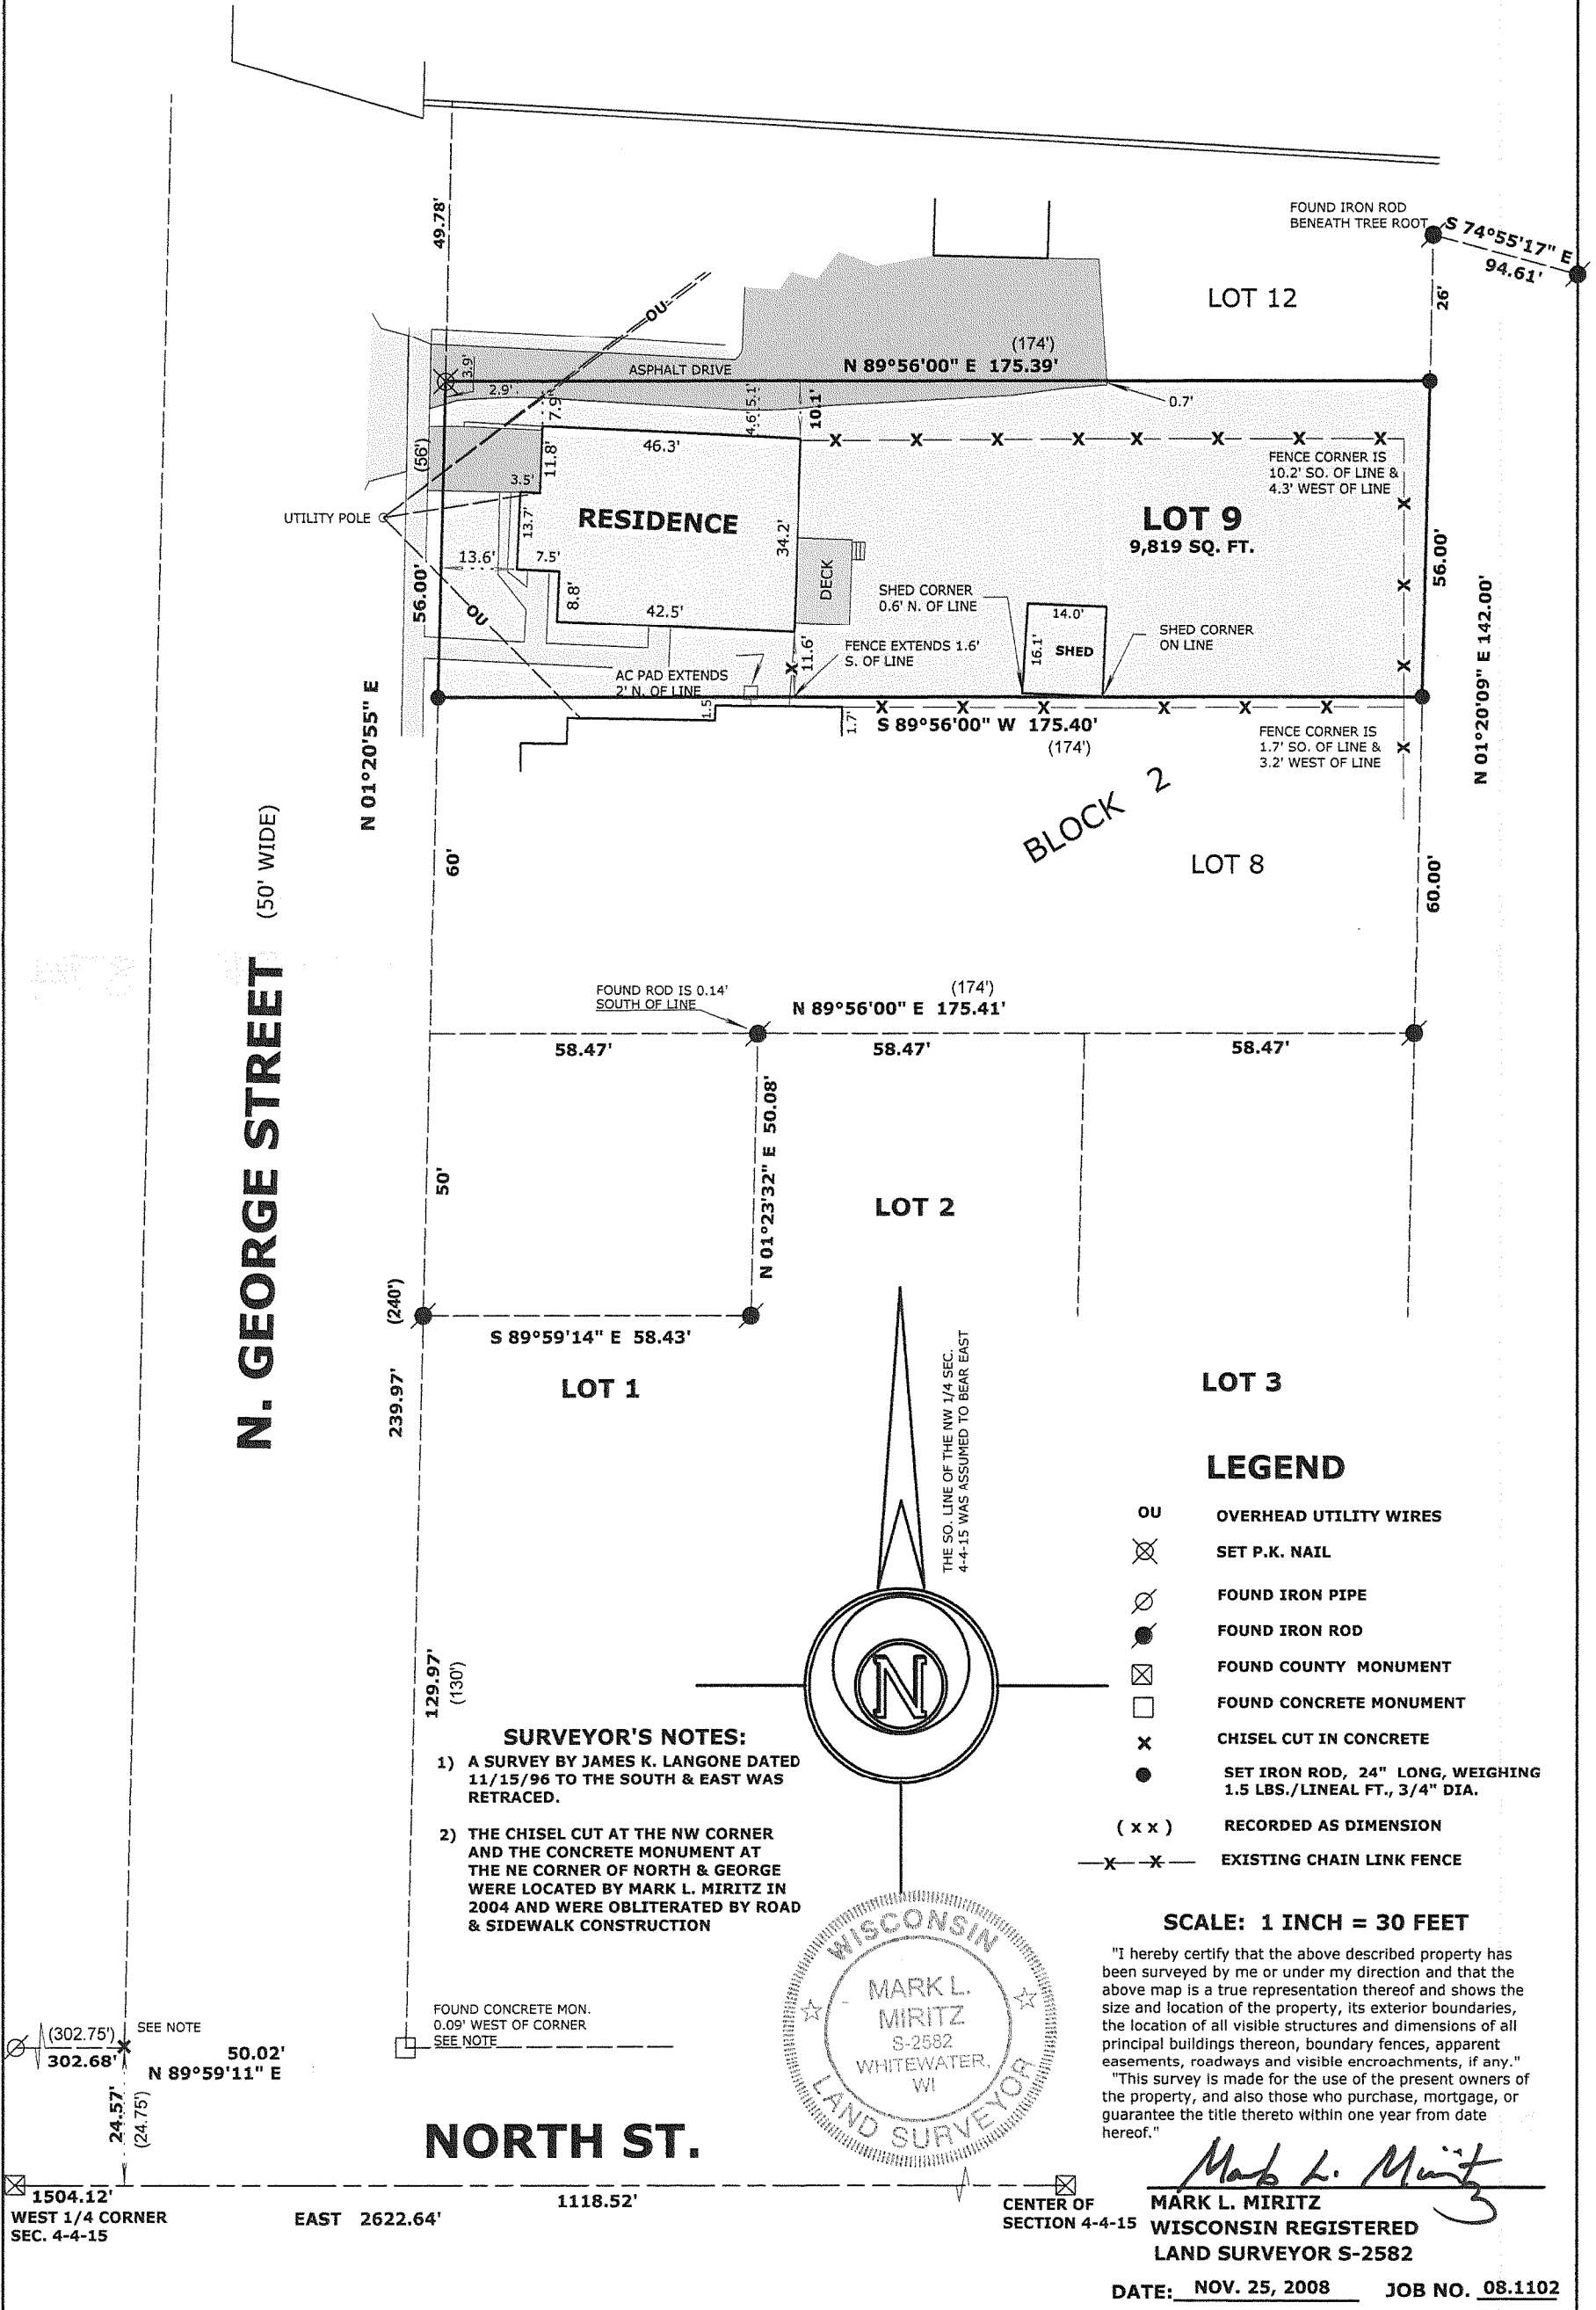 49.78'
FOUND IRON ROD
BENEATH TREE ROOT
S 74°55'17" E
94.61'
26'
LOT 12
OU
(174')
N 89°56'00" E 175.39'
ASPHALT DRIVE
3.9'
2.9'
7.9'
4.6'
5.1'
10.1'
0.7'
(56')
11.8'
46.3'
3.5'
FENCE CORNER IS
10.2' SO. OF LINE &
4.3' WEST OF LINE
UTILITY POLE
13.7'
RESIDENCE
34.2'
LOT 9
9,819 SQ. FT.
13.6'
7.5'
8.8'
42.5'
DECK
56.00'
56.00'
OU
SHED CORNER
0.6' N. OF LINE
14.0'
16.1'
SHED
SHED CORNER
ON LINE
11.6'
FENCE EXTENDS 1.6'
S. OF LINE
AC PAD EXTENDS
2' N. OF LINE
1.5'
1.7'
S 89°56'00" W 175.40'
(174')
FENCE CORNER IS
1.7' SO. OF LINE &
3.2' WEST OF LINE
N 01°20'55" E
N 01°20'09" E 142.00'
BLOCK 2
LOT 8
60'
60.00'
N. GEORGE STREET (50' WIDE)
FOUND ROD IS 0.14'
SOUTH OF LINE
(174')
N 89°56'00" E 175.41'
58.47'
58.47'
58.47'
50'
N 01°23'32" E 50.08'
LOT 2
(240')
239.97'
S 89°59'14" E 58.43'
LOT 1
LOT 3
THE SO. LINE OF THE NW 1/4 SEC.
4-4-15 WAS ASSUMED TO BEAR EAST
N
129.97'
(130')
LEGEND
OU OVERHEAD UTILITY WIRES
SET P.K. NAIL
FOUND IRON PIPE
FOUND IRON ROD
FOUND COUNTY MONUMENT
FOUND CONCRETE MONUMENT
CHISEL CUT IN CONCRETE
SET IRON ROD, 24" LONG, WEIGHING
1.5 LBS./LINEAL FT., 3/4" DIA.
( x x ) RECORDED AS DIMENSION
EXISTING CHAIN LINK FENCE
SURVEYOR'S NOTES:
1) A SURVEY BY JAMES K. LANGONE DATED
11/15/96 TO THE SOUTH & EAST WAS
RETRACED.
2) THE CHISEL CUT AT THE NW CORNER
AND THE CONCRETE MONUMENT AT
THE NE CORNER OF NORTH & GEORGE
WERE LOCATED BY MARK L. MIRITZ IN
2004 AND WERE OBLITERATED BY ROAD
& SIDEWALK CONSTRUCTION
SCALE: 1 INCH = 30 FEET
"I hereby certify that the above described property has
been surveyed by me or under my direction and that the
above map is a true representation thereof and shows the
size and location of the property, its exterior boundaries,
the location of all visible structures and dimensions of all
principal buildings thereon, boundary fences, apparent
easements, roadways and visible encroachments, if any."
"This survey is made for the use of the present owners of
the property, and also those who purchase, mortgage, or
guarantee the title thereto within one year from date
hereof."
WISCONSIN
MARK L.
MIRITZ
S-2582
WHITEWATER,
WI
LAND SURVEYOR
FOUND CONCRETE MON.
0.09' WEST OF CORNER
SEE NOTE
SEE NOTE
(302.75')
302.68'
50.02'
N 89°59'11" E
24.57'
(24.75')
NORTH ST.
1504.12'
WEST 1/4 CORNER
SEC. 4-4-15
EAST 2622.64'
1118.52'
CENTER OF
SECTION 4-4-15
Mark L. Miritz
MARK L. MIRITZ
WISCONSIN REGISTERED
LAND SURVEYOR S-2582
DATE: NOV. 25, 2008 JOB NO. 08.1102